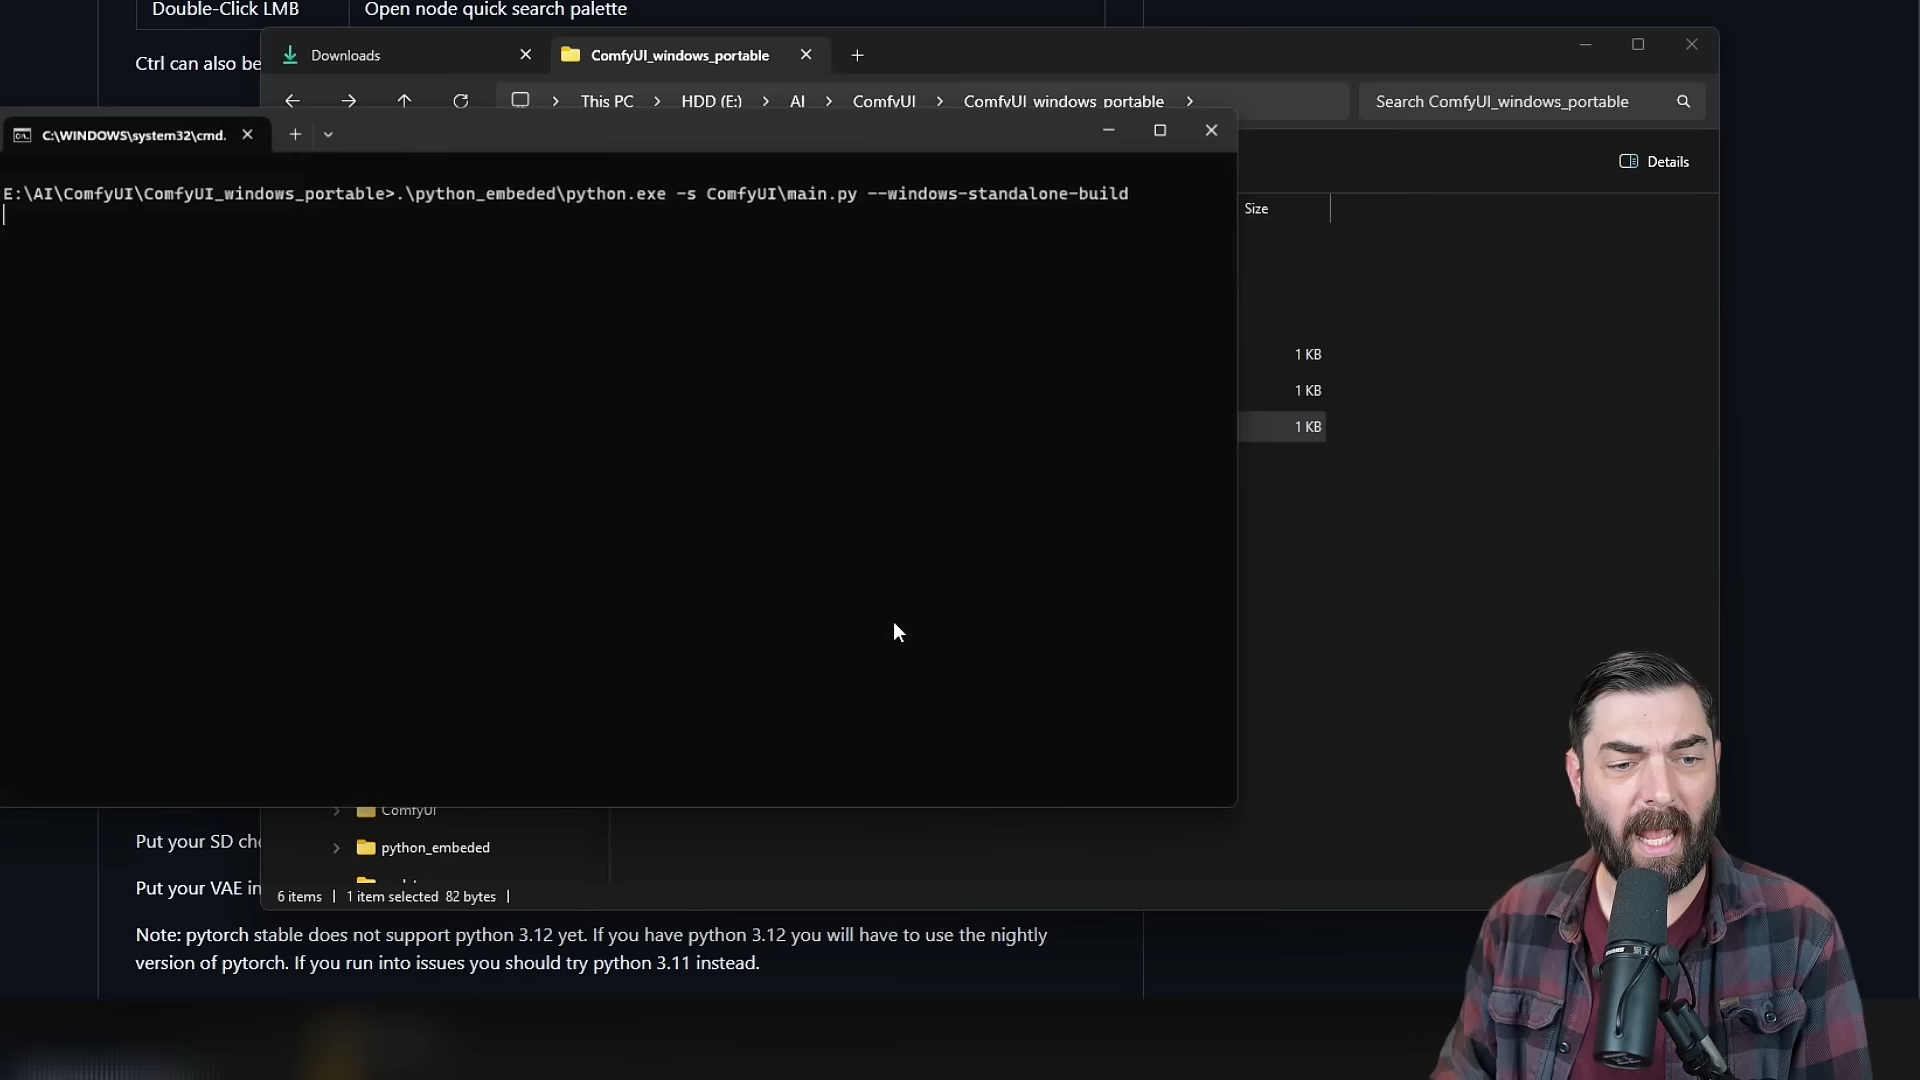 Double-Click LMB Open node quick search palette
Ctrl can also be
Downloads
ComfyUI_windows_portable
This PC > HDD (E:) > AI > ComfyUI > ComfyUI_windows_portable >
Search ComfyUI_windows_portable
C:\WINDOWS\system32\cmd.
Details
E:\AI\ComfyUI\ComfyUI_windows_portable>.\python_embeded\python.exe -s ComfyUI\main.py --windows-standalone-build
Size
1 KB
1 KB
1 KB
ComfyUI
python_embeded
Put your SD
Put your VAE in
6 items | 1 item selected 82 bytes |
Note: pytorch stable does not support python 3.12 yet. If you have python 3.12 you will have to use the nightly
version of pytorch. If you run into issues you should try python 3.11 instead.